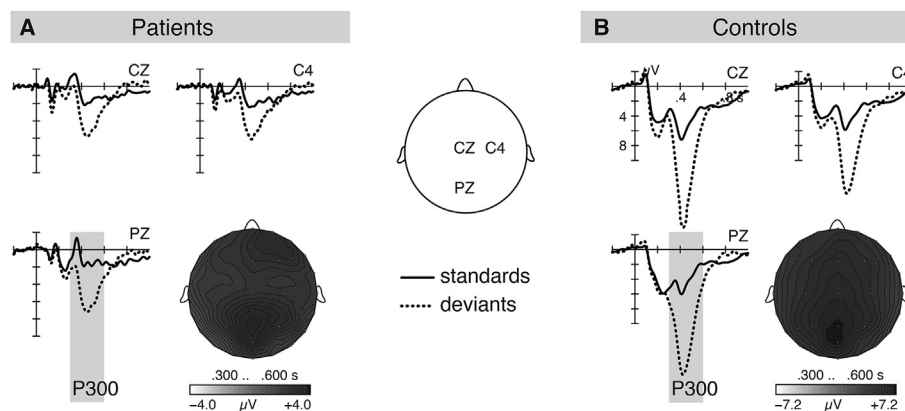 A Patients
CZ
C4
PZ
P300
.300 .. .600 s
−4.0 µV +4.0
CZ C4
PZ
standards
deviants
B Controls
µV
CZ
.4
.8 s
4
8
C4
PZ
P300
.300 .. .600 s
−7.2 µV +7.2